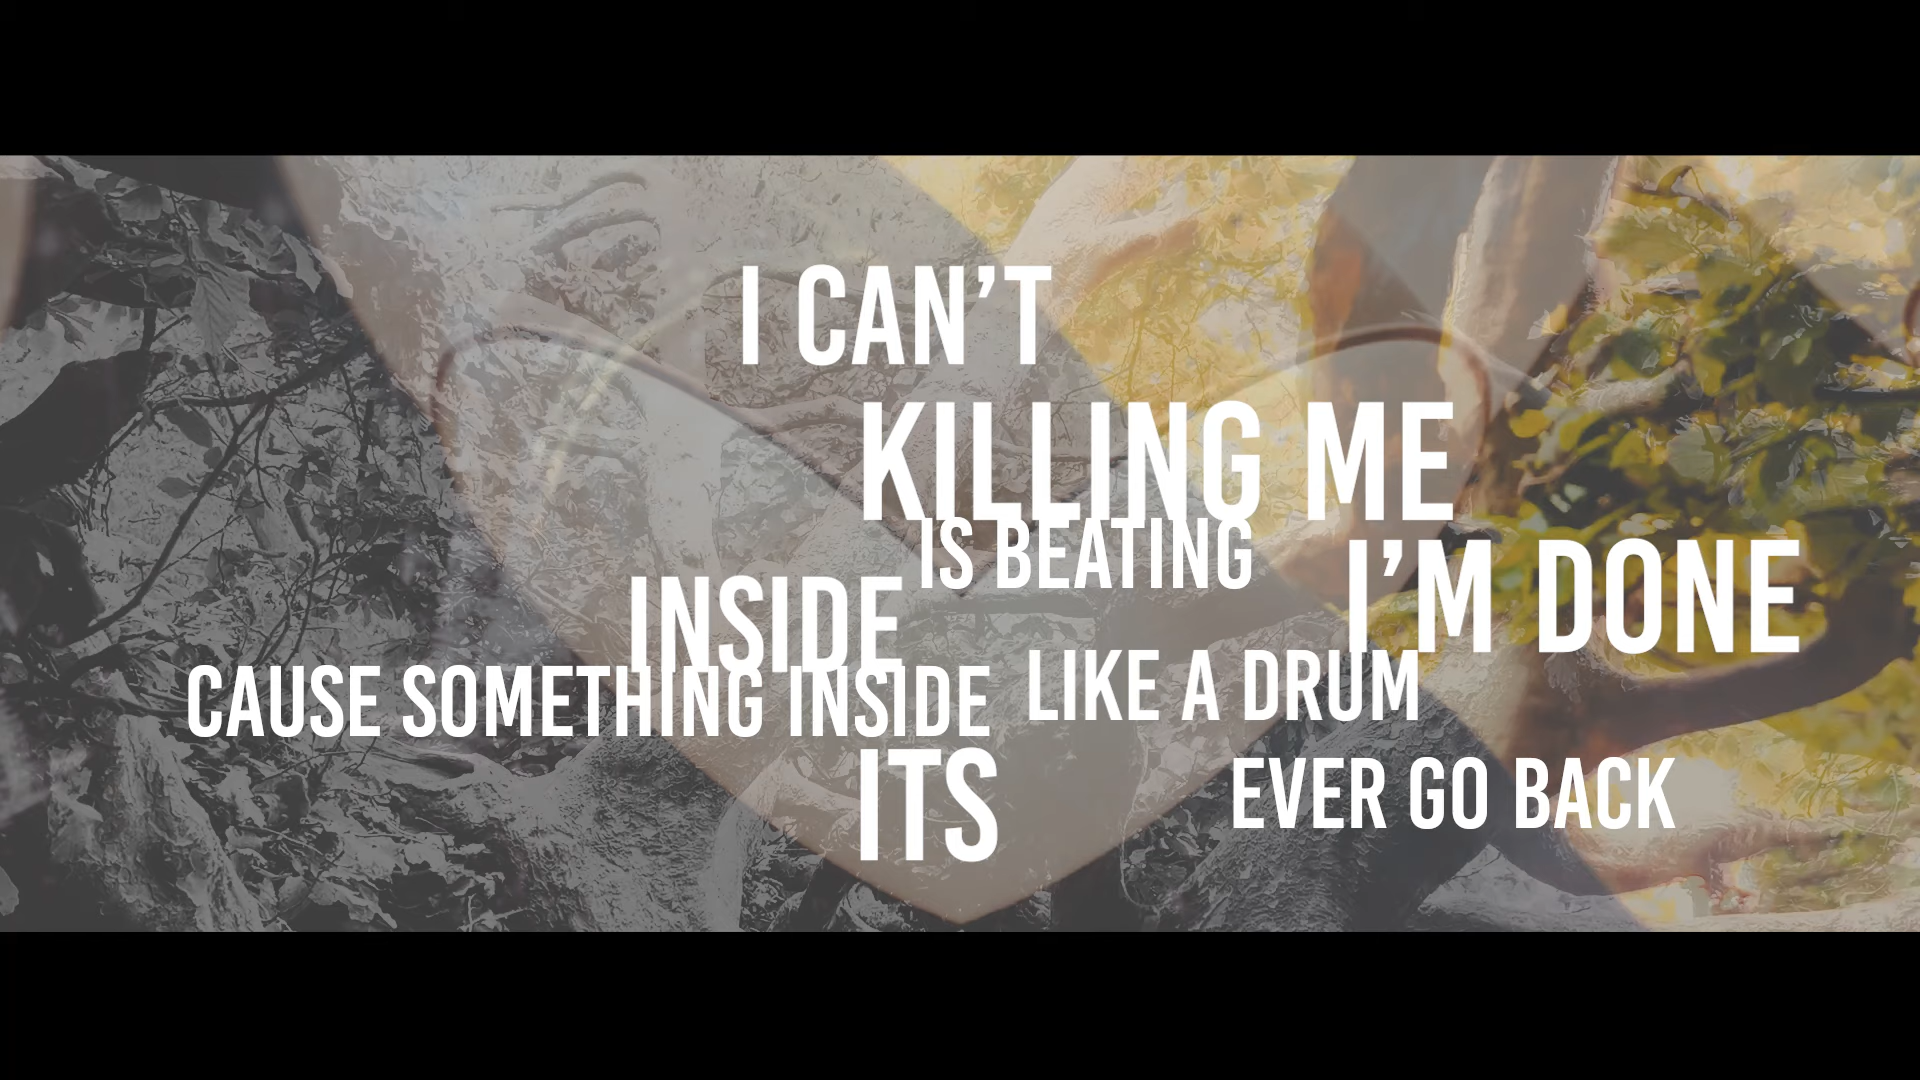 I CAN’T
KILLING ME
IS BEATING
I’M DONE
INSIDE
LIKE A DRUM
CAUSE SOMETHING INSIDE
ITS
EVER GO BACK